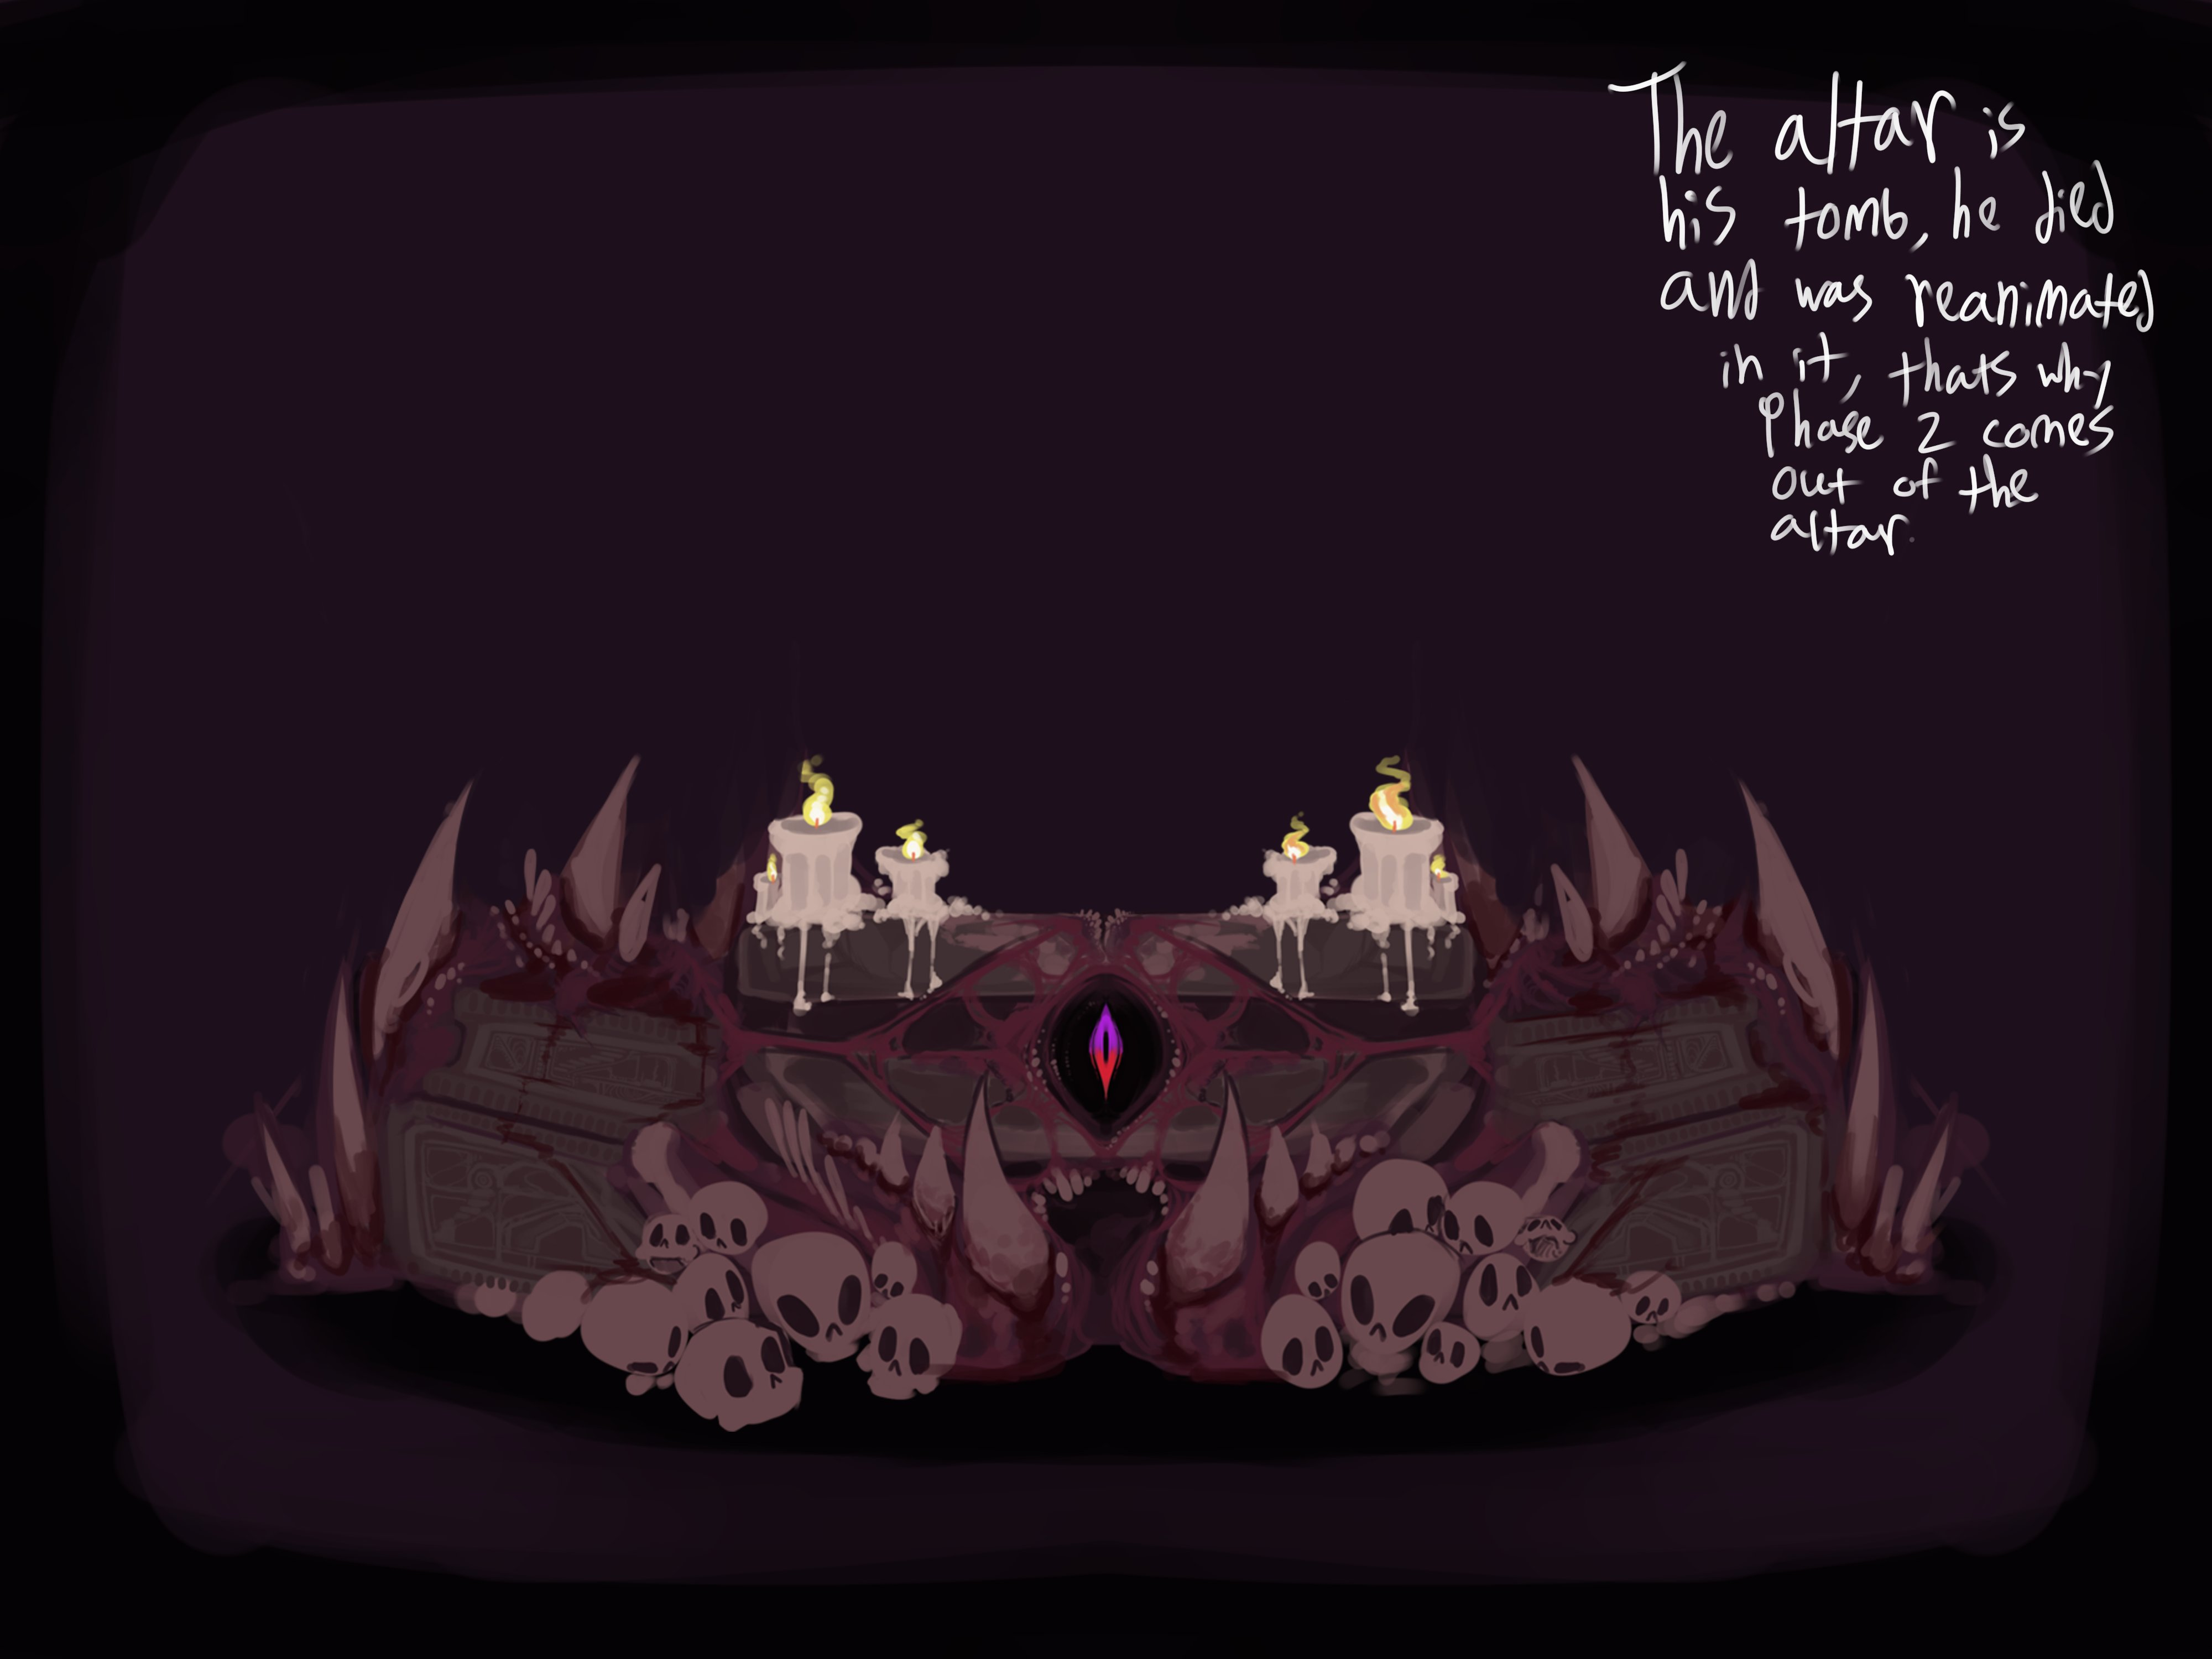 The altar is
his tomb, he died
and was reanimated
in it, thats why
Phase 2 comes
out of the
altar.